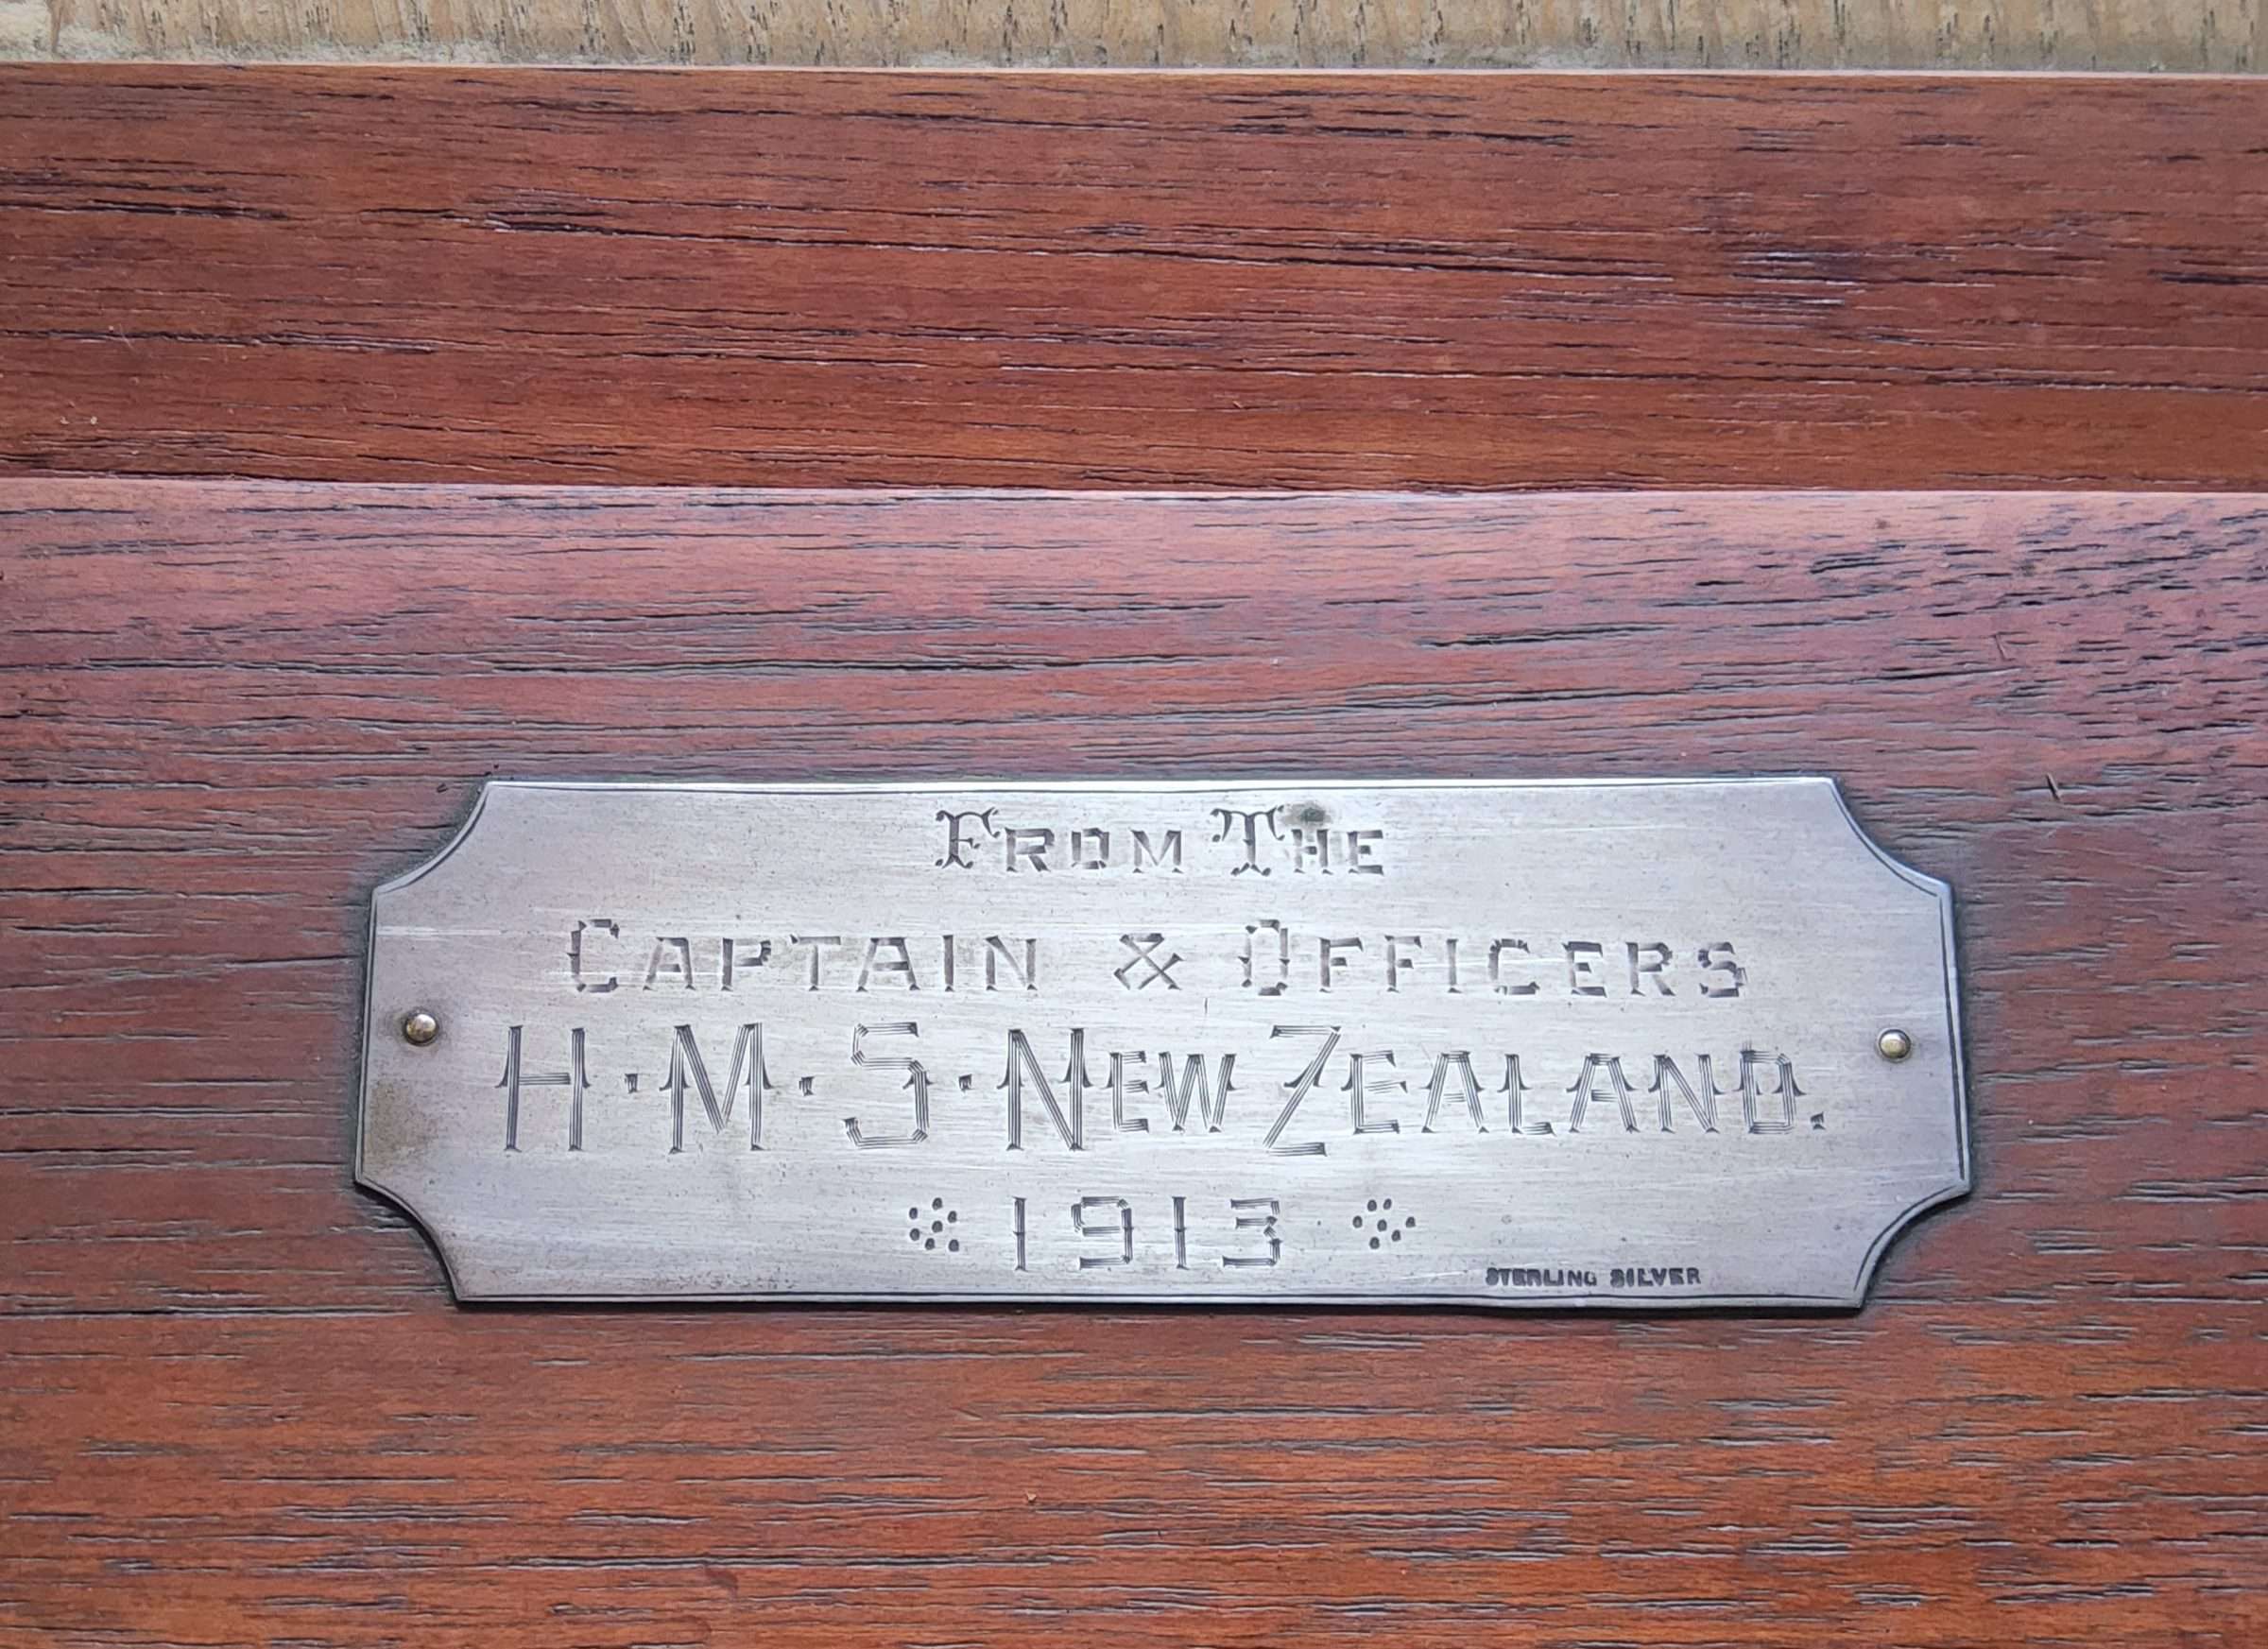 From The
Captain & Officers
H·M·S·New Zealand.
1913
STERLING SILVER